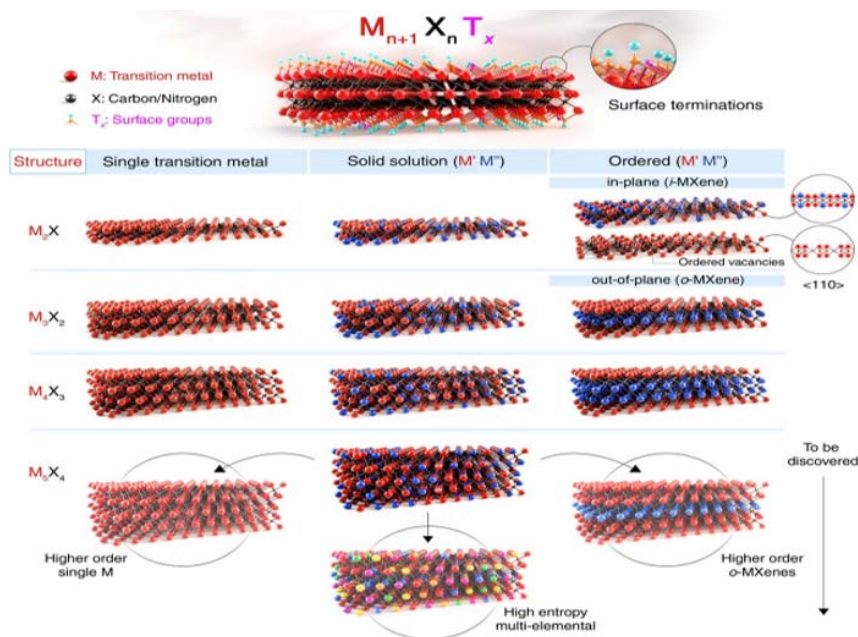 Mn+1XnTx
M: Transition metal
X: Carbon/Nitrogen
Tx: Surface groups
Surface terminations
Structure
Single transition metal
Solid solution (M' M'')
Ordered (M' M'')
in-plane (i-MXene)
M2X
Ordered vacancies
<110>
out-of-plane (o-MXene)
M3X2
M4X3
M5X4
To be
discovered
Higher order
single M
High entropy
multi-elemental
Higher order
o-MXenes